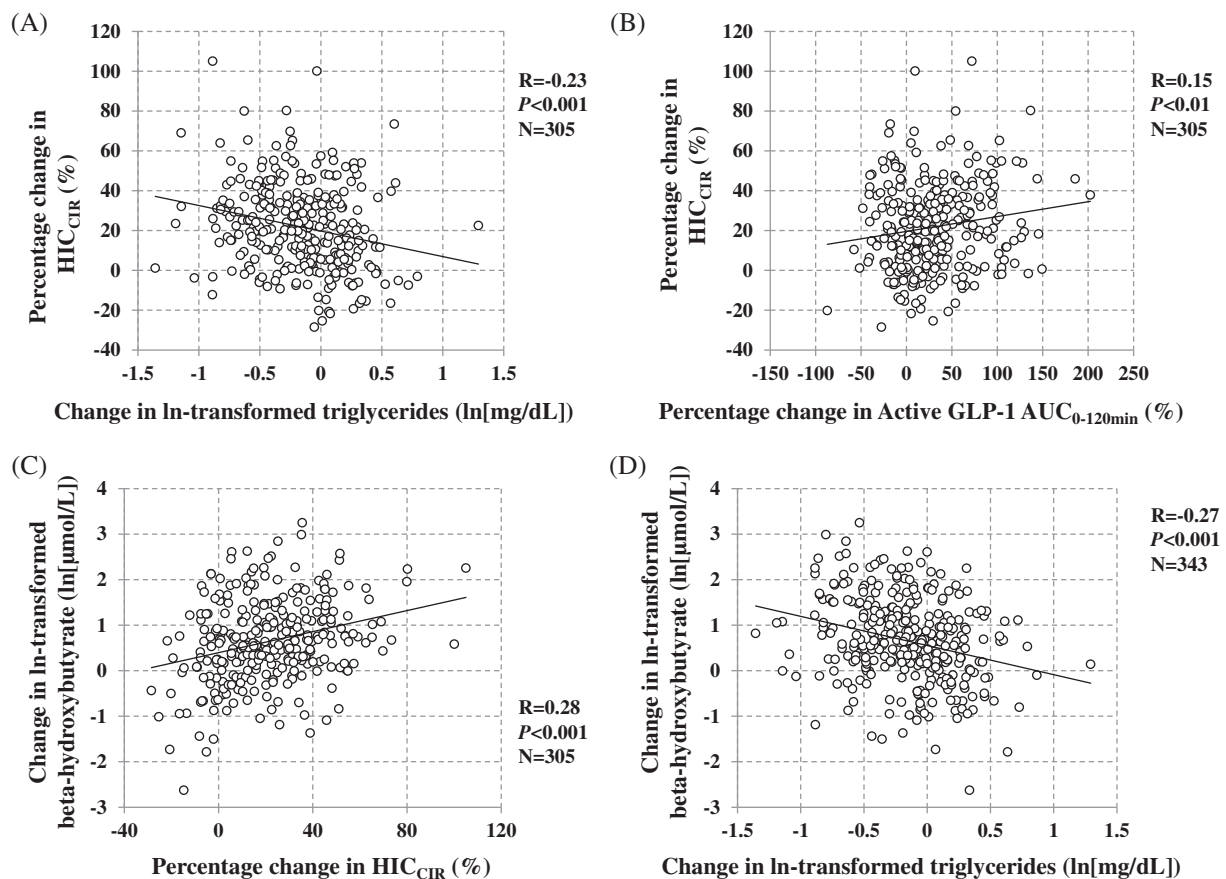 (A)
120
100
80
60
40
20
0
-20
-40
Percentage change in
HIC_CIR (%)
-1.5 -1 -0.5 0 0.5 1 1.5
Change in ln-transformed triglycerides (ln[mg/dL])
R=-0.23
P<0.001
N=305
(B)
120
100
80
60
40
20
0
-20
-40
Percentage change in
HIC_CIR (%)
-150 -100 -50 0 50 100 150 200 250
Percentage change in Active GLP-1 AUC_0-120min (%)
R=0.15
P<0.01
N=305
(C)
4
3
2
1
0
-1
-2
-3
Change in ln-transformed
beta-hydroxybutyrate (ln[μmol/L])
-40 0 40 80 120
Percentage change in HIC_CIR (%)
R=0.28
P<0.001
N=305
(D)
4
3
2
1
0
-1
-2
-3
Change in ln-transformed
beta-hydroxybutyrate (ln[μmol/L])
-1.5 -1 -0.5 0 0.5 1 1.5
Change in ln-transformed triglycerides (ln[mg/dL])
R=-0.27
P<0.001
N=343